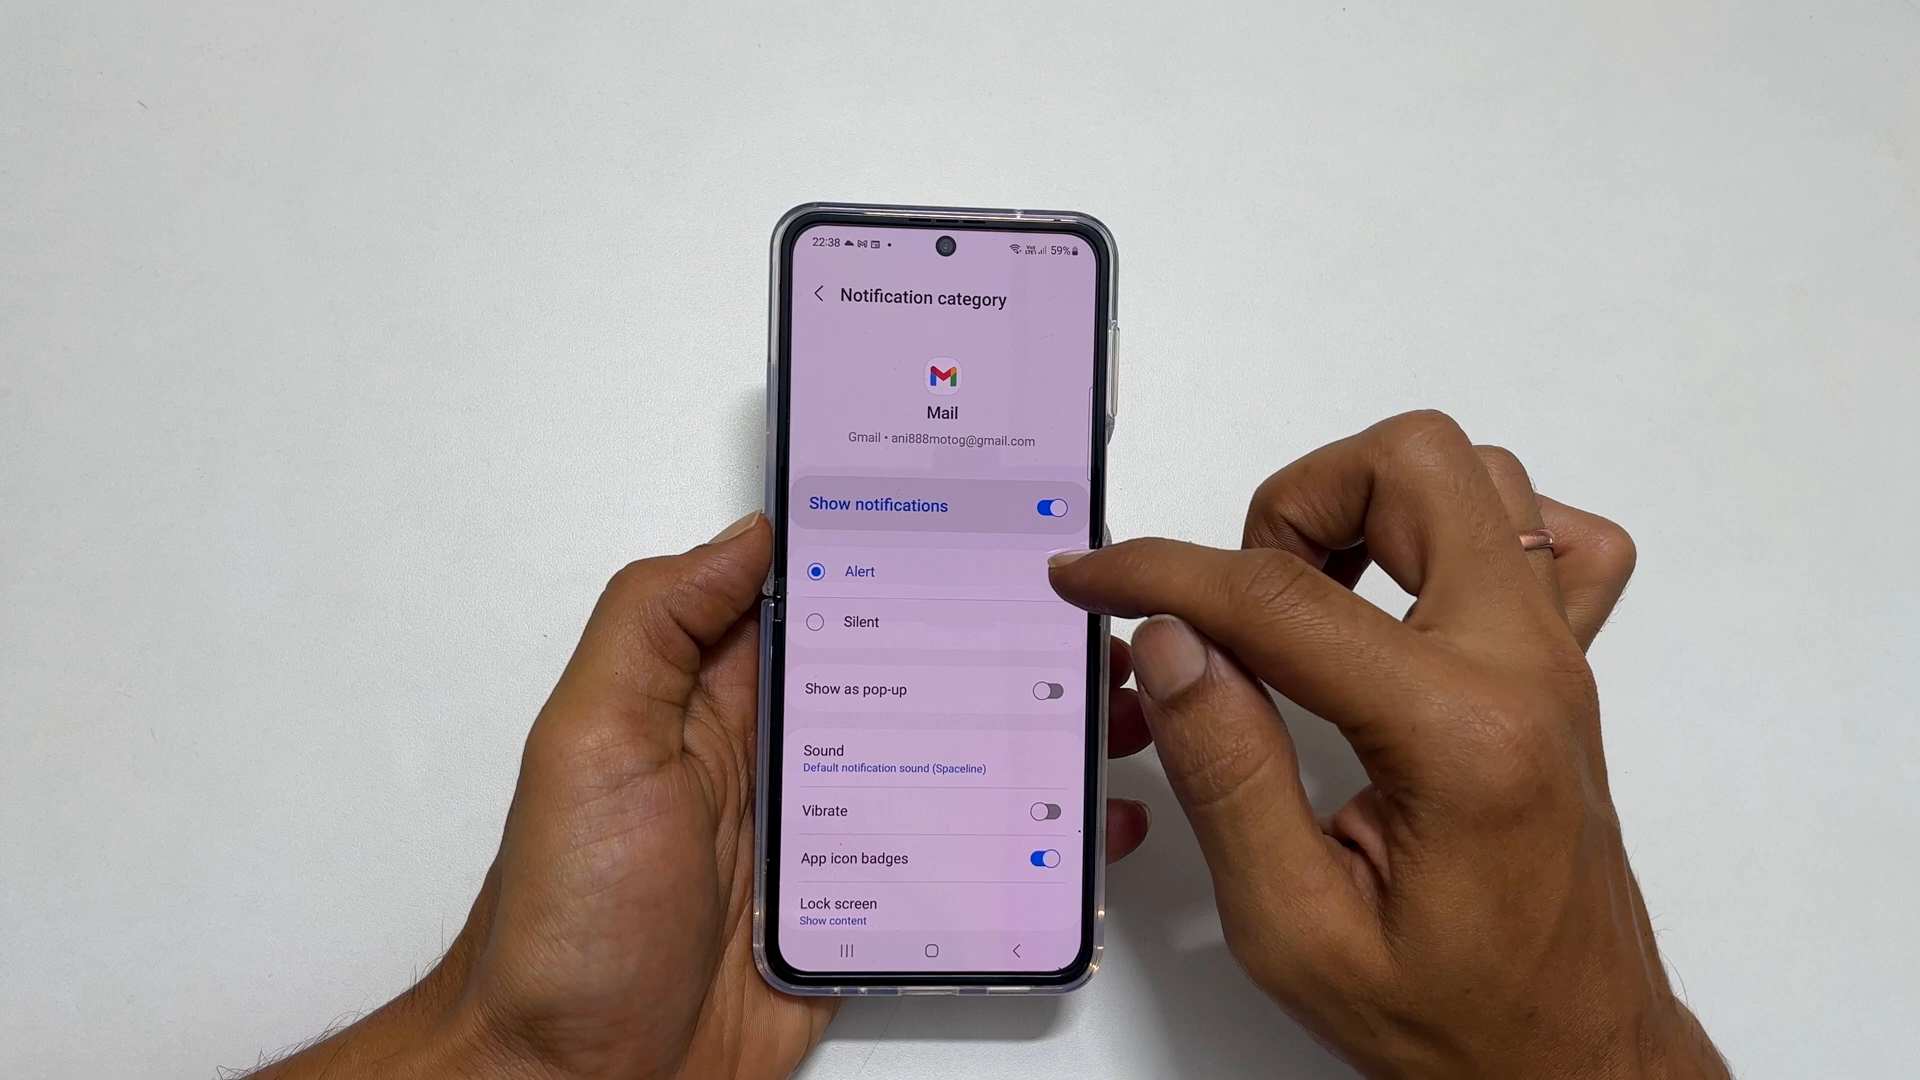 22:38
59%
Notification category
Mail
Gmail • ani888motog@gmail.com
Show notifications
Alert
Silent
Show as pop-up
Sound
Default notification sound (Spaceline)
Vibrate
App icon badges
Lock screen
Show content